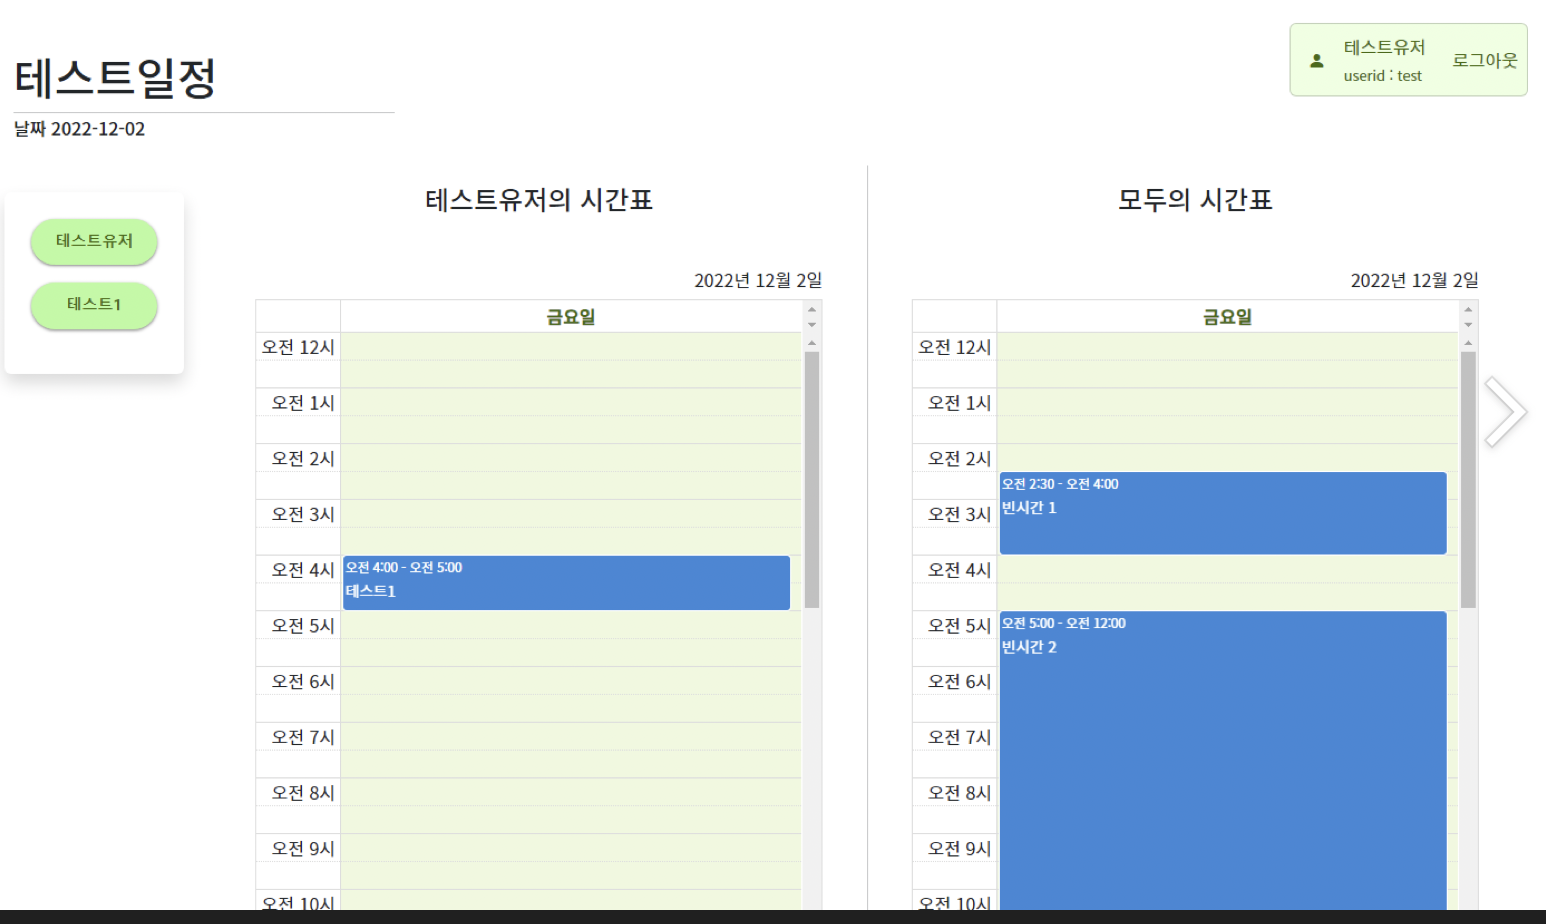 테스트일정
날짜 2022-12-02
테스트유저
userid : test
로그아웃
테스트유저
테스트1
테스트유저의 시간표
2022년 12월 2일
금요일
오전 12시
오전 1시
오전 2시
오전 3시
오전 4시
오전 4:00 - 오전 5:00
테스트1
오전 5시
오전 6시
오전 7시
오전 8시
오전 9시
오전 10시
모두의 시간표
2022년 12월 2일
금요일
오전 12시
오전 1시
오전 2시
오전 2:30 - 오전 4:00
빈시간 1
오전 3시
오전 4시
오전 5시
오전 5:00 - 오전 12:00
빈시간 2
오전 6시
오전 7시
오전 8시
오전 9시
오전 10시